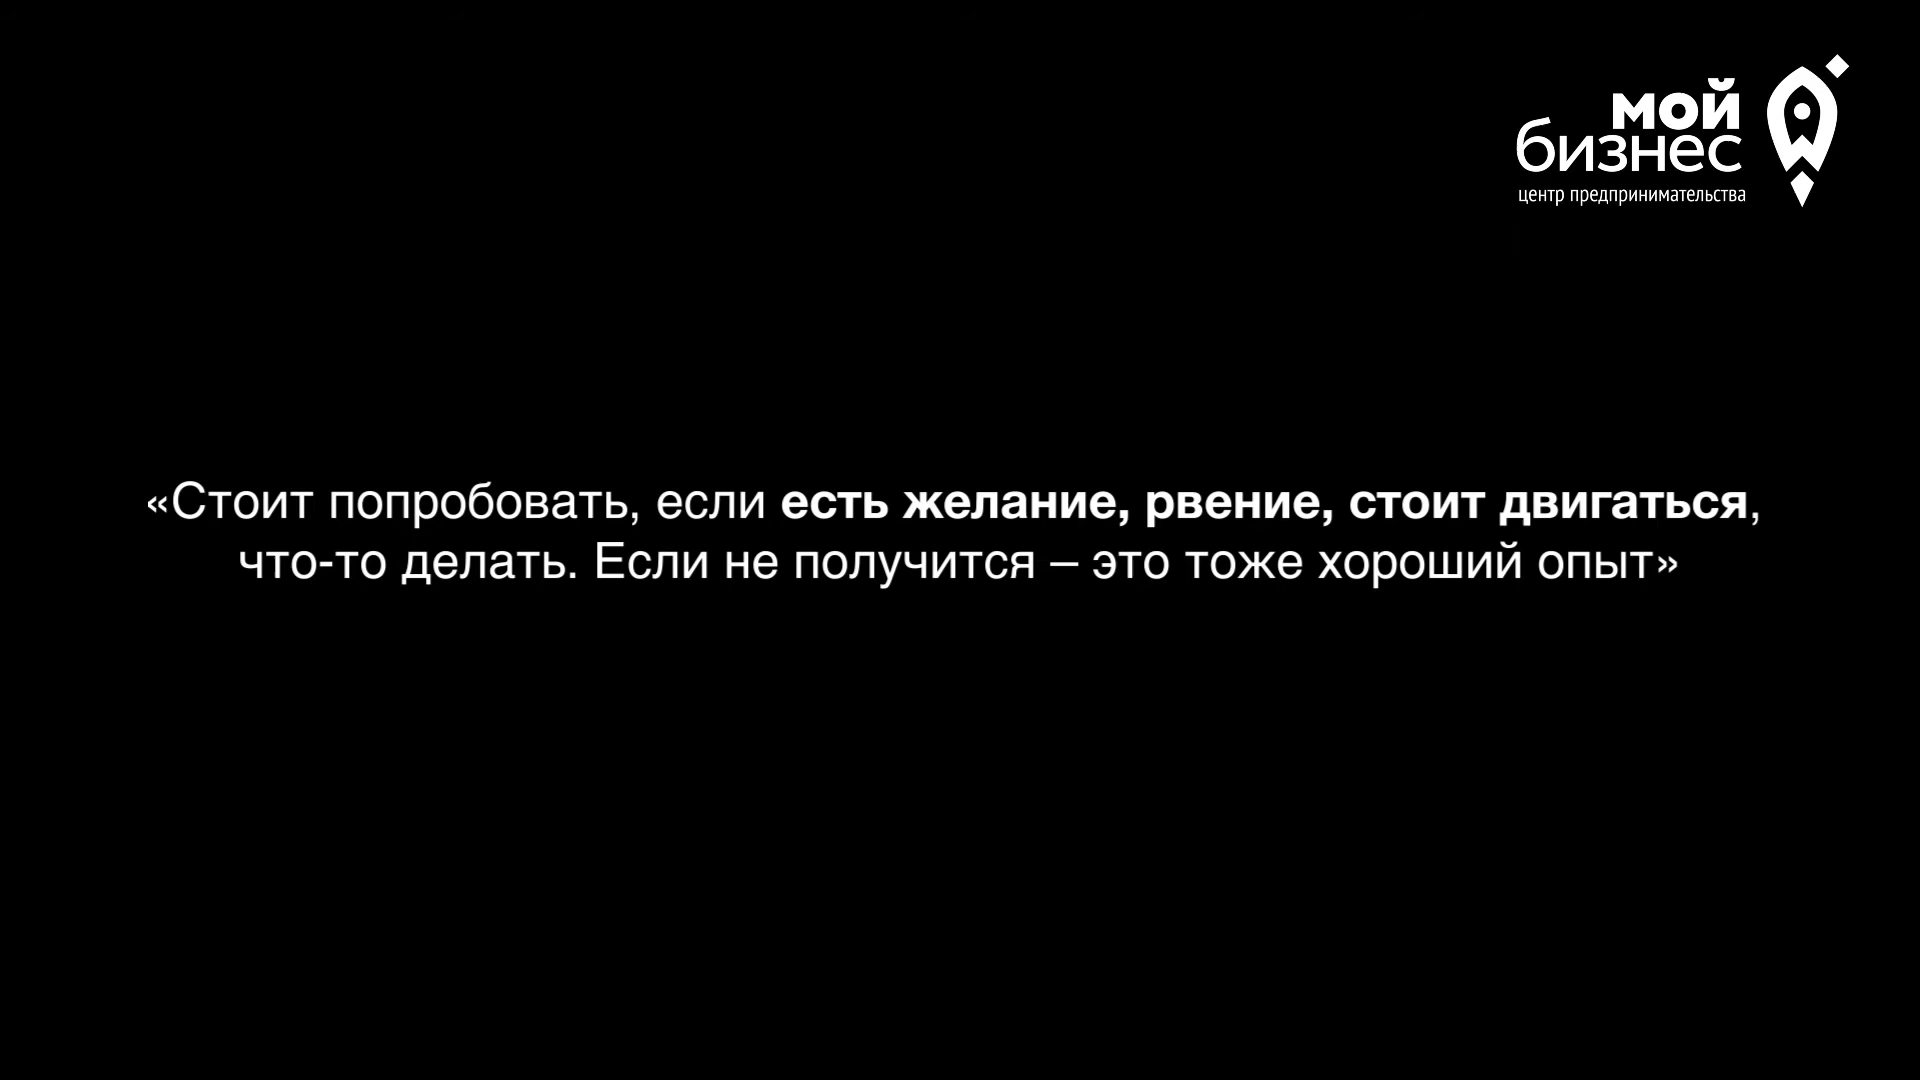 мой
бизнес
центр предпринимательства
«Стоит попробовать, если есть желание, рвение, стоит двигаться,
что-то делать. Если не получится – это тоже хороший опыт»